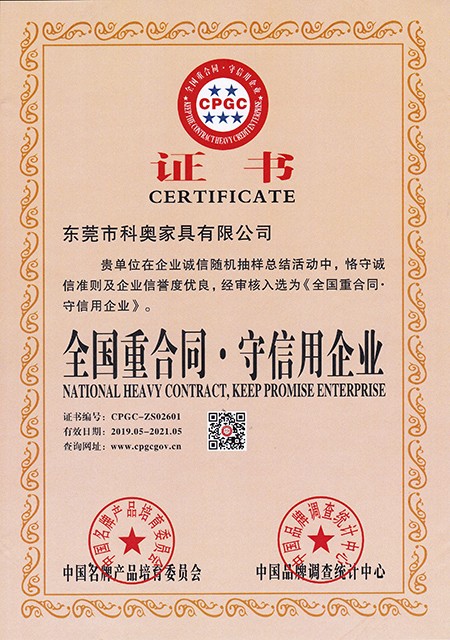 全国重合同·守信用企业
CPGC
KEEP THE CONTRACT HEAVY CREDIT ENTERPRISE
证书
CERTIFICATE
东莞市科奥家具有限公司
贵单位在企业诚信随机抽样总结活动中，恪守诚
信准则及企业信誉度优良，经审核入选为《全国重合同·
守信用企业》。
全国重合同·守信用企业
NATIONAL HEAVY CONTRACT, KEEP PROMISE ENTERPRISE
证书编号：CPGC-ZS02601
有效日期：2019.05-2021.05
查询网址：www.cpgcgov.cn
中国名牌产品培育委员会
中国品牌调查统计中心
中国名牌产品培育委员会
中国品牌调查统计中心